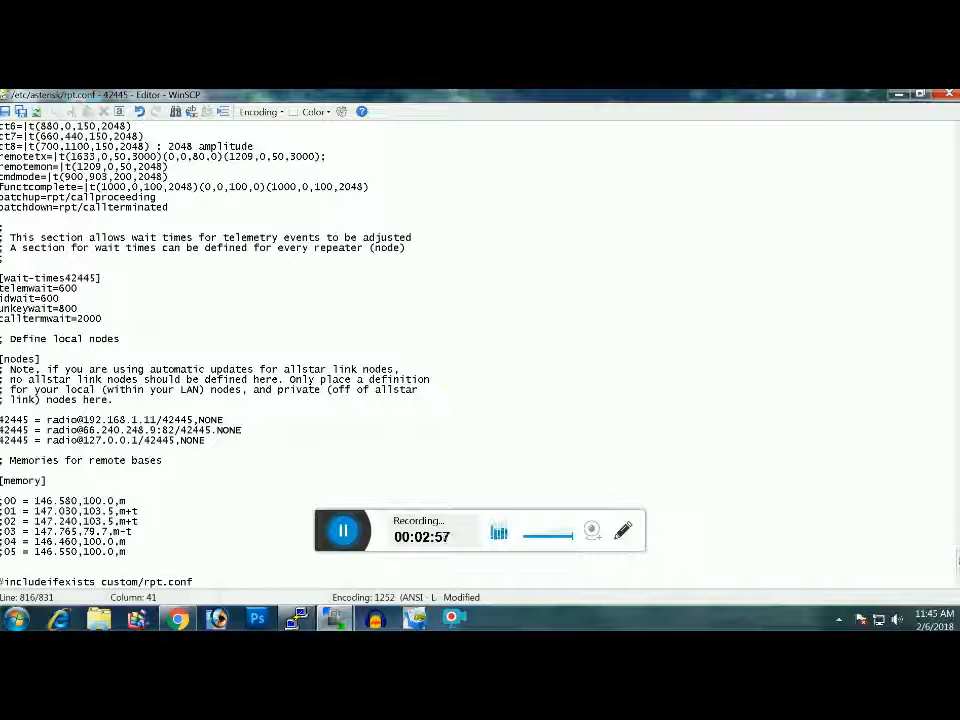 /etc/asterisk/rpt.conf - 42445 - Editor - WinSCP
Encoding Color
ct6=|t(880,0,150,2048)
ct7=|t(660,440,150,2048)
ct8=|t(700,1100,150,2048) : 2048 amplitude
remotetx=|t(1633,0,50,3000)(0,0,80,0)(1209,0,50,3000);
remotemon=|t(1209,0,50,2048)
cmdmode=|t(900,903,200,2048)
functcomplete=|t(1000,0,100,2048)(0,0,100,0)(1000,0,100,2048)
patchup=rpt/callproceeding
patchdown=rpt/callterminated
;
; This section allows wait times for telemetry events to be adjusted
; A section for wait times can be defined for every repeater (node)
;
[wait-times42445]
telemwait=600
idwait=600
unkeywait=800
calltermwait=2000
; Define local nodes
[nodes]
; Note, if you are using automatic updates for allstar link nodes,
; no allstar link nodes should be defined here. Only place a definition
; for your local (within your LAN) nodes, and private (off of allstar
; link) nodes here.
42445 = radio@192.168.1.11/42445,NONE
42445 = radio@66.240.248.9:82/42445.NONE
42445 = radio@127.0.0.1/42445,NONE
; Memories for remote bases
[memory]
;00 = 146.580,100.0,m
;01 = 147.030,103.5,m+t
;02 = 147.240,103.5,m+t
;03 = 147.765,79.7,m-t
;04 = 146.460,100.0,m
;05 = 146.550,100.0,m
Recording...
00:02:57
#includeifexists custom/rpt.conf
Line: 816/831 Column: 41 Encoding: 1252 (ANSI - L Modified
Ps
11:45 AM
2/6/2018